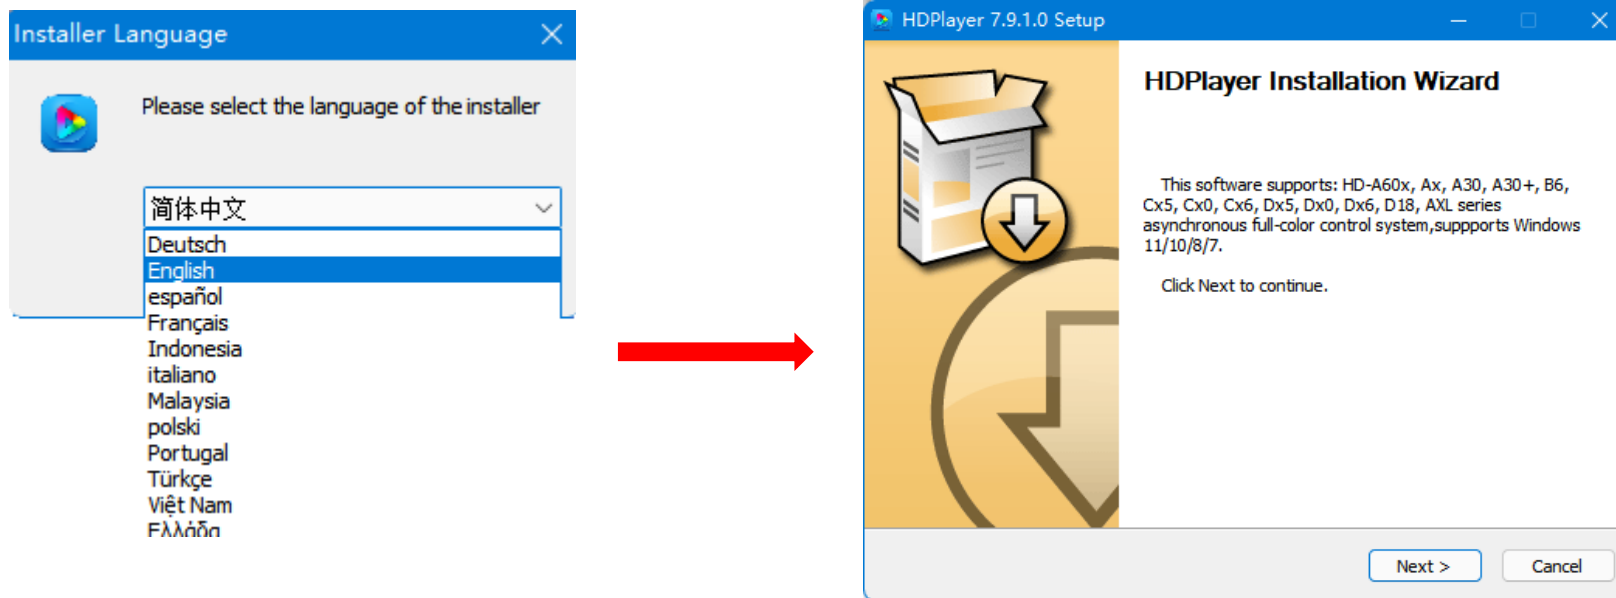 Installer Language
Please select the language of the installer
简体中文
Deutsch
English
español
Français
Indonesia
italiano
Malaysia
polski
Portugal
Türkçe
Việt Nam
Ελλάδα
HDPlayer 7.9.1.0 Setup
HDPlayer Installation Wizard
This software supports: HD-A60x, Ax, A30, A30+, B6,
Cx5, Cx0, Cx6, Dx5, Dx0, Dx6, D18, AXL series
asynchronous full-color control system,suppports Windows
11/10/8/7.
Click Next to continue.
Next >
Cancel